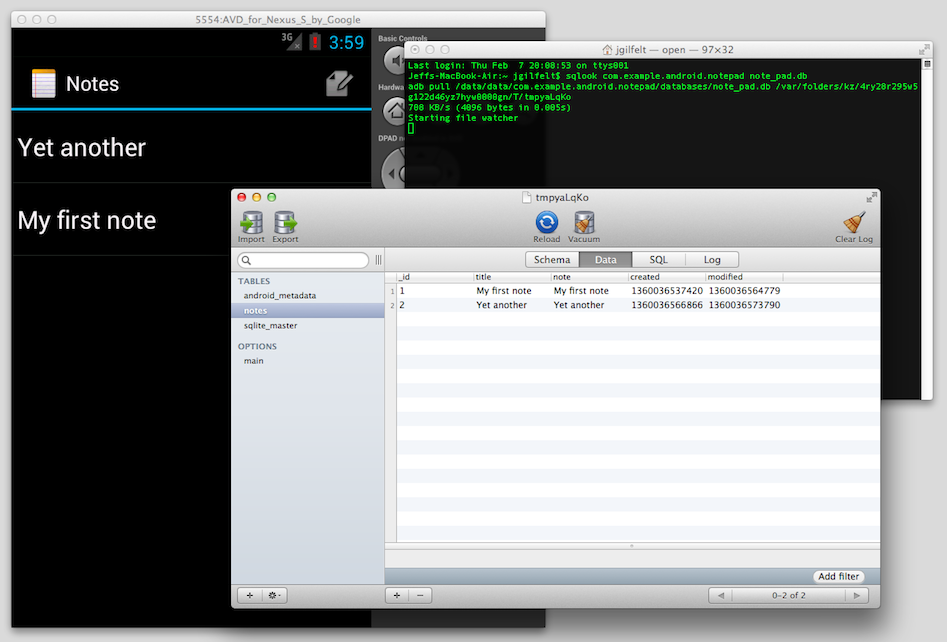 5554:AVD_for_Nexus_S_by_Google
3G
3:59
Notes
Yet another
My first note
Basic Controls
Hardwa
DPAD n
jgilfelt — open — 97×32
Last login: Thu Feb 7 20:08:53 on ttys001
Jeffs-MacBook-Air:~ jgilfelt$ sqlook com.example.android.notepad note_pad.db
adb pull /data/data/com.example.android.notepad/databases/note_pad.db /var/folders/kz/4ry28r295w5
g122d46yz7hyw0000gn/T/tmpyaLqKo
708 KB/s (4096 bytes in 0.005s)
Starting file watcher
tmpyaLqKo
Import
Export
Reload
Vacuum
Clear Log
Schema
Data
SQL
Log
TABLES
android_metadata
notes
sqlite_master
OPTIONS
main
_id title note created modified
1 1 My first note My first note 1360036537420 1360036564779
2 2 Yet another Yet another 1360036566866 1360036573790
Add filter
0–2 of 2